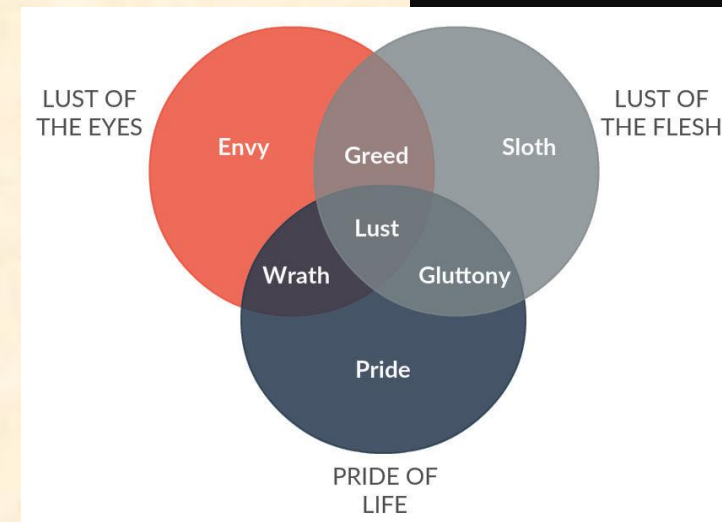 LUST OF
THE EYES
LUST OF
THE FLESH
Envy
Greed
Sloth
Lust
Wrath
Gluttony
Pride
PRIDE OF
LIFE